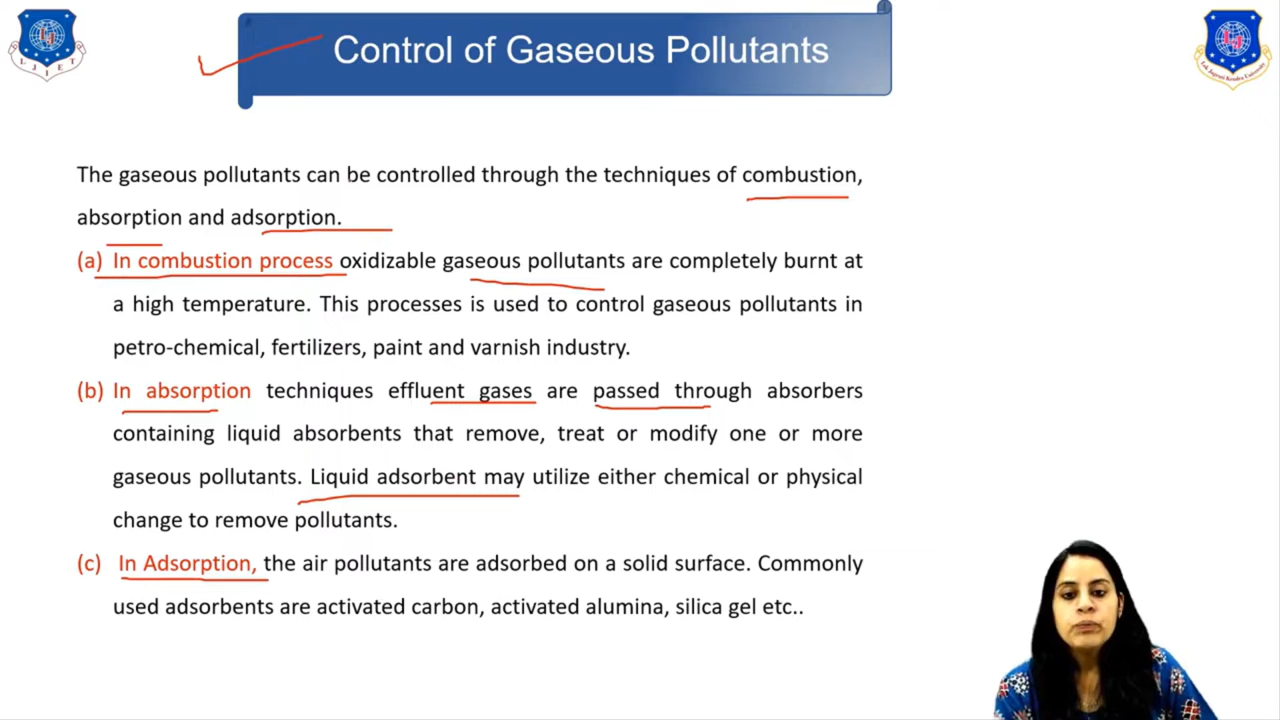 Control of Gaseous Pollutants
LJIET
Lok Jagruti Kendra University
The gaseous pollutants can be controlled through the techniques of combustion,
absorption and adsorption.
(a) In combustion process oxidizable gaseous pollutants are completely burnt at
a high temperature. This processes is used to control gaseous pollutants in
petro-chemical, fertilizers, paint and varnish industry.
(b) In absorption techniques effluent gases are passed through absorbers
containing liquid absorbents that remove, treat or modify one or more
gaseous pollutants. Liquid adsorbent may utilize either chemical or physical
change to remove pollutants.
(c) In Adsorption, the air pollutants are adsorbed on a solid surface. Commonly
used adsorbents are activated carbon, activated alumina, silica gel etc..